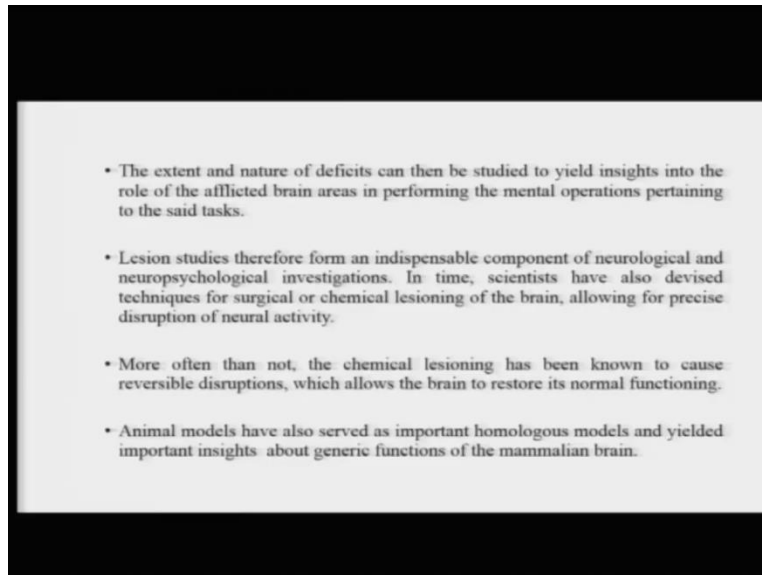 • The extent and nature of deficits can then be studied to yield insights into the
role of the afflicted brain areas in performing the mental operations pertaining
to the said tasks.
• Lesion studies therefore form an indispensable component of neurological and
neuropsychological investigations. In time, scientists have also devised
techniques for surgical or chemical lesioning of the brain, allowing for precise
disruption of neural activity.
• More often than not, the chemical lesioning has been known to cause
reversible disruptions, which allows the brain to restore its normal functioning.
• Animal models have also served as important homologous models and yielded
important insights about generic functions of the mammalian brain.